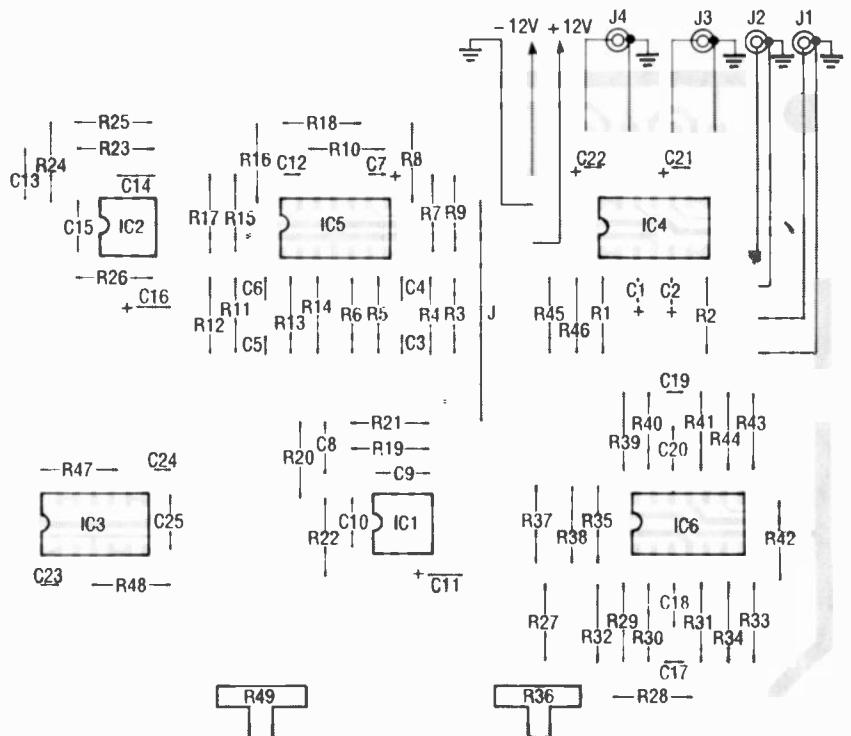 -12V +12V J4 J3 J2 J1
R25 R18
R24 R23 R16 R10 R8
C13 C14 C12 C7 + + C22 + C21
C15 IC2 R17 R15 IC5 R7 R9 IC4
R26 C6 C4 C1 C2
+ C16 R12 R11 C5 R13 R14 R6 R5 C3 R4 R3 J R45 R46 R1 + + R2
C19
R21 R40 R41 R43
R20 C8 R19 R39 C20 R44
R47 C24 C9
IC3 C25 R22 C10 IC1 R37 R38 R35 IC6 R42
C23 R48 + C11
R27 R32 R29 R30 C18 R31 R34 R33
C17
R49 R36 R28